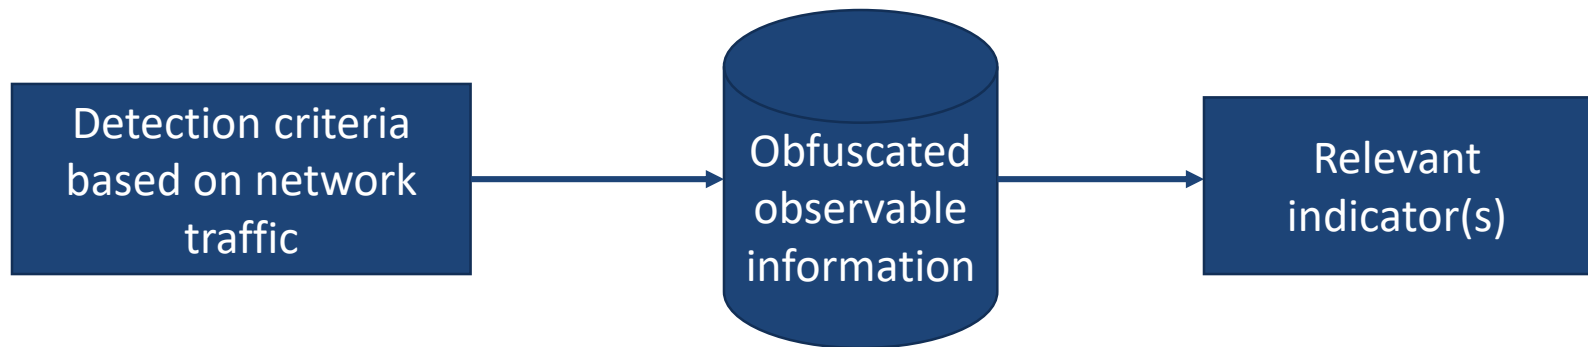 Detection criteria
based on network
traffic
Obfuscated
observable
information
Relevant
indicator(s)